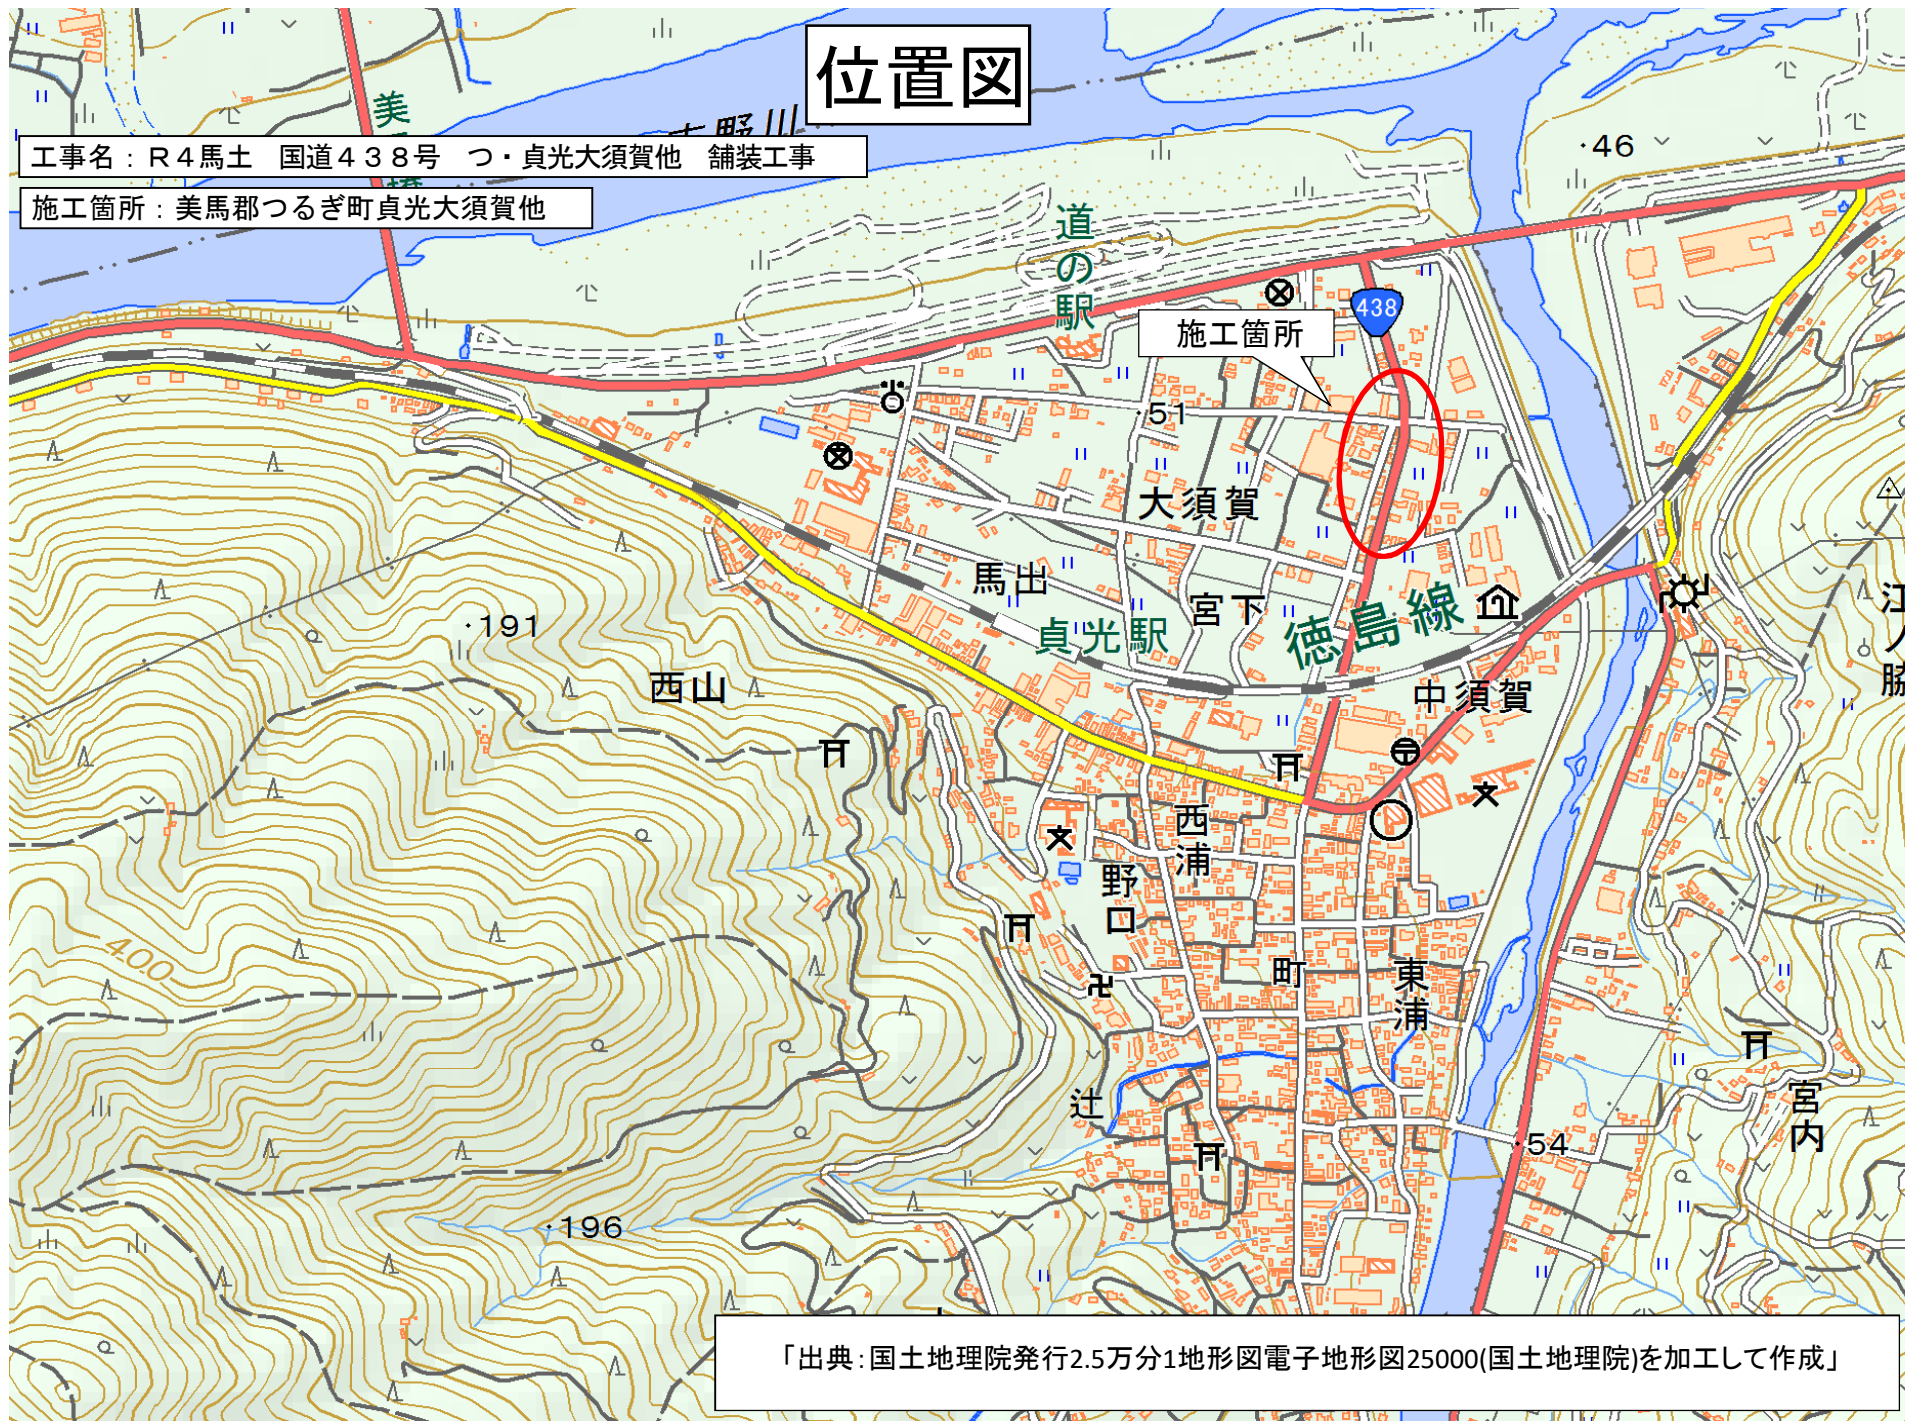 位置図
工事名：R4馬土　国道438号　つ・貞光大須賀他　舗装工事
施工箇所：美馬郡つるぎ町貞光大須賀他
美
野川
46
道の駅
438
施工箇所
51
大須賀
馬出
宮下
貞光駅
徳島線
191
西山
中須賀
西浦
野口
町
東浦
400
辻
宮内
54
196
「出典：国土地理院発行2.5万分1地形図電子地形図25000(国土地理院)を加工して作成」